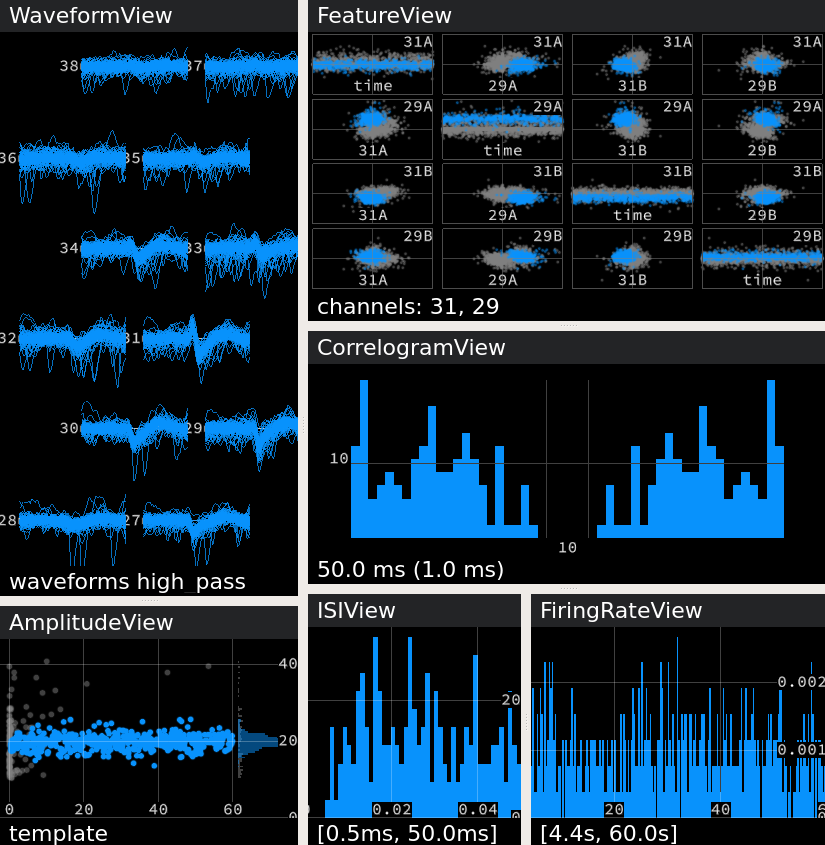 WaveformView
38 37
36 35
34 33
32 31
30 29
28 27
waveforms high_pass
AmplitudeView
40
20
0
0 20 40 60
template
FeatureView
31A 31A 31A 31A
time 29A 31B 29B
29A 29A 29A 29A
31A time 31B 29B
31B 31B 31B 31B
31A 29A time 29B
29B 29B 29B 29B
31A 29A 31B time
channels: 31, 29
CorrelogramView
10
10
50.0 ms (1.0 ms)
ISIView
20
0.02 0.04
[0.5ms, 50.0ms]
FiringRateView
0.002
0.001
20 40
[4.4s, 60.0s]